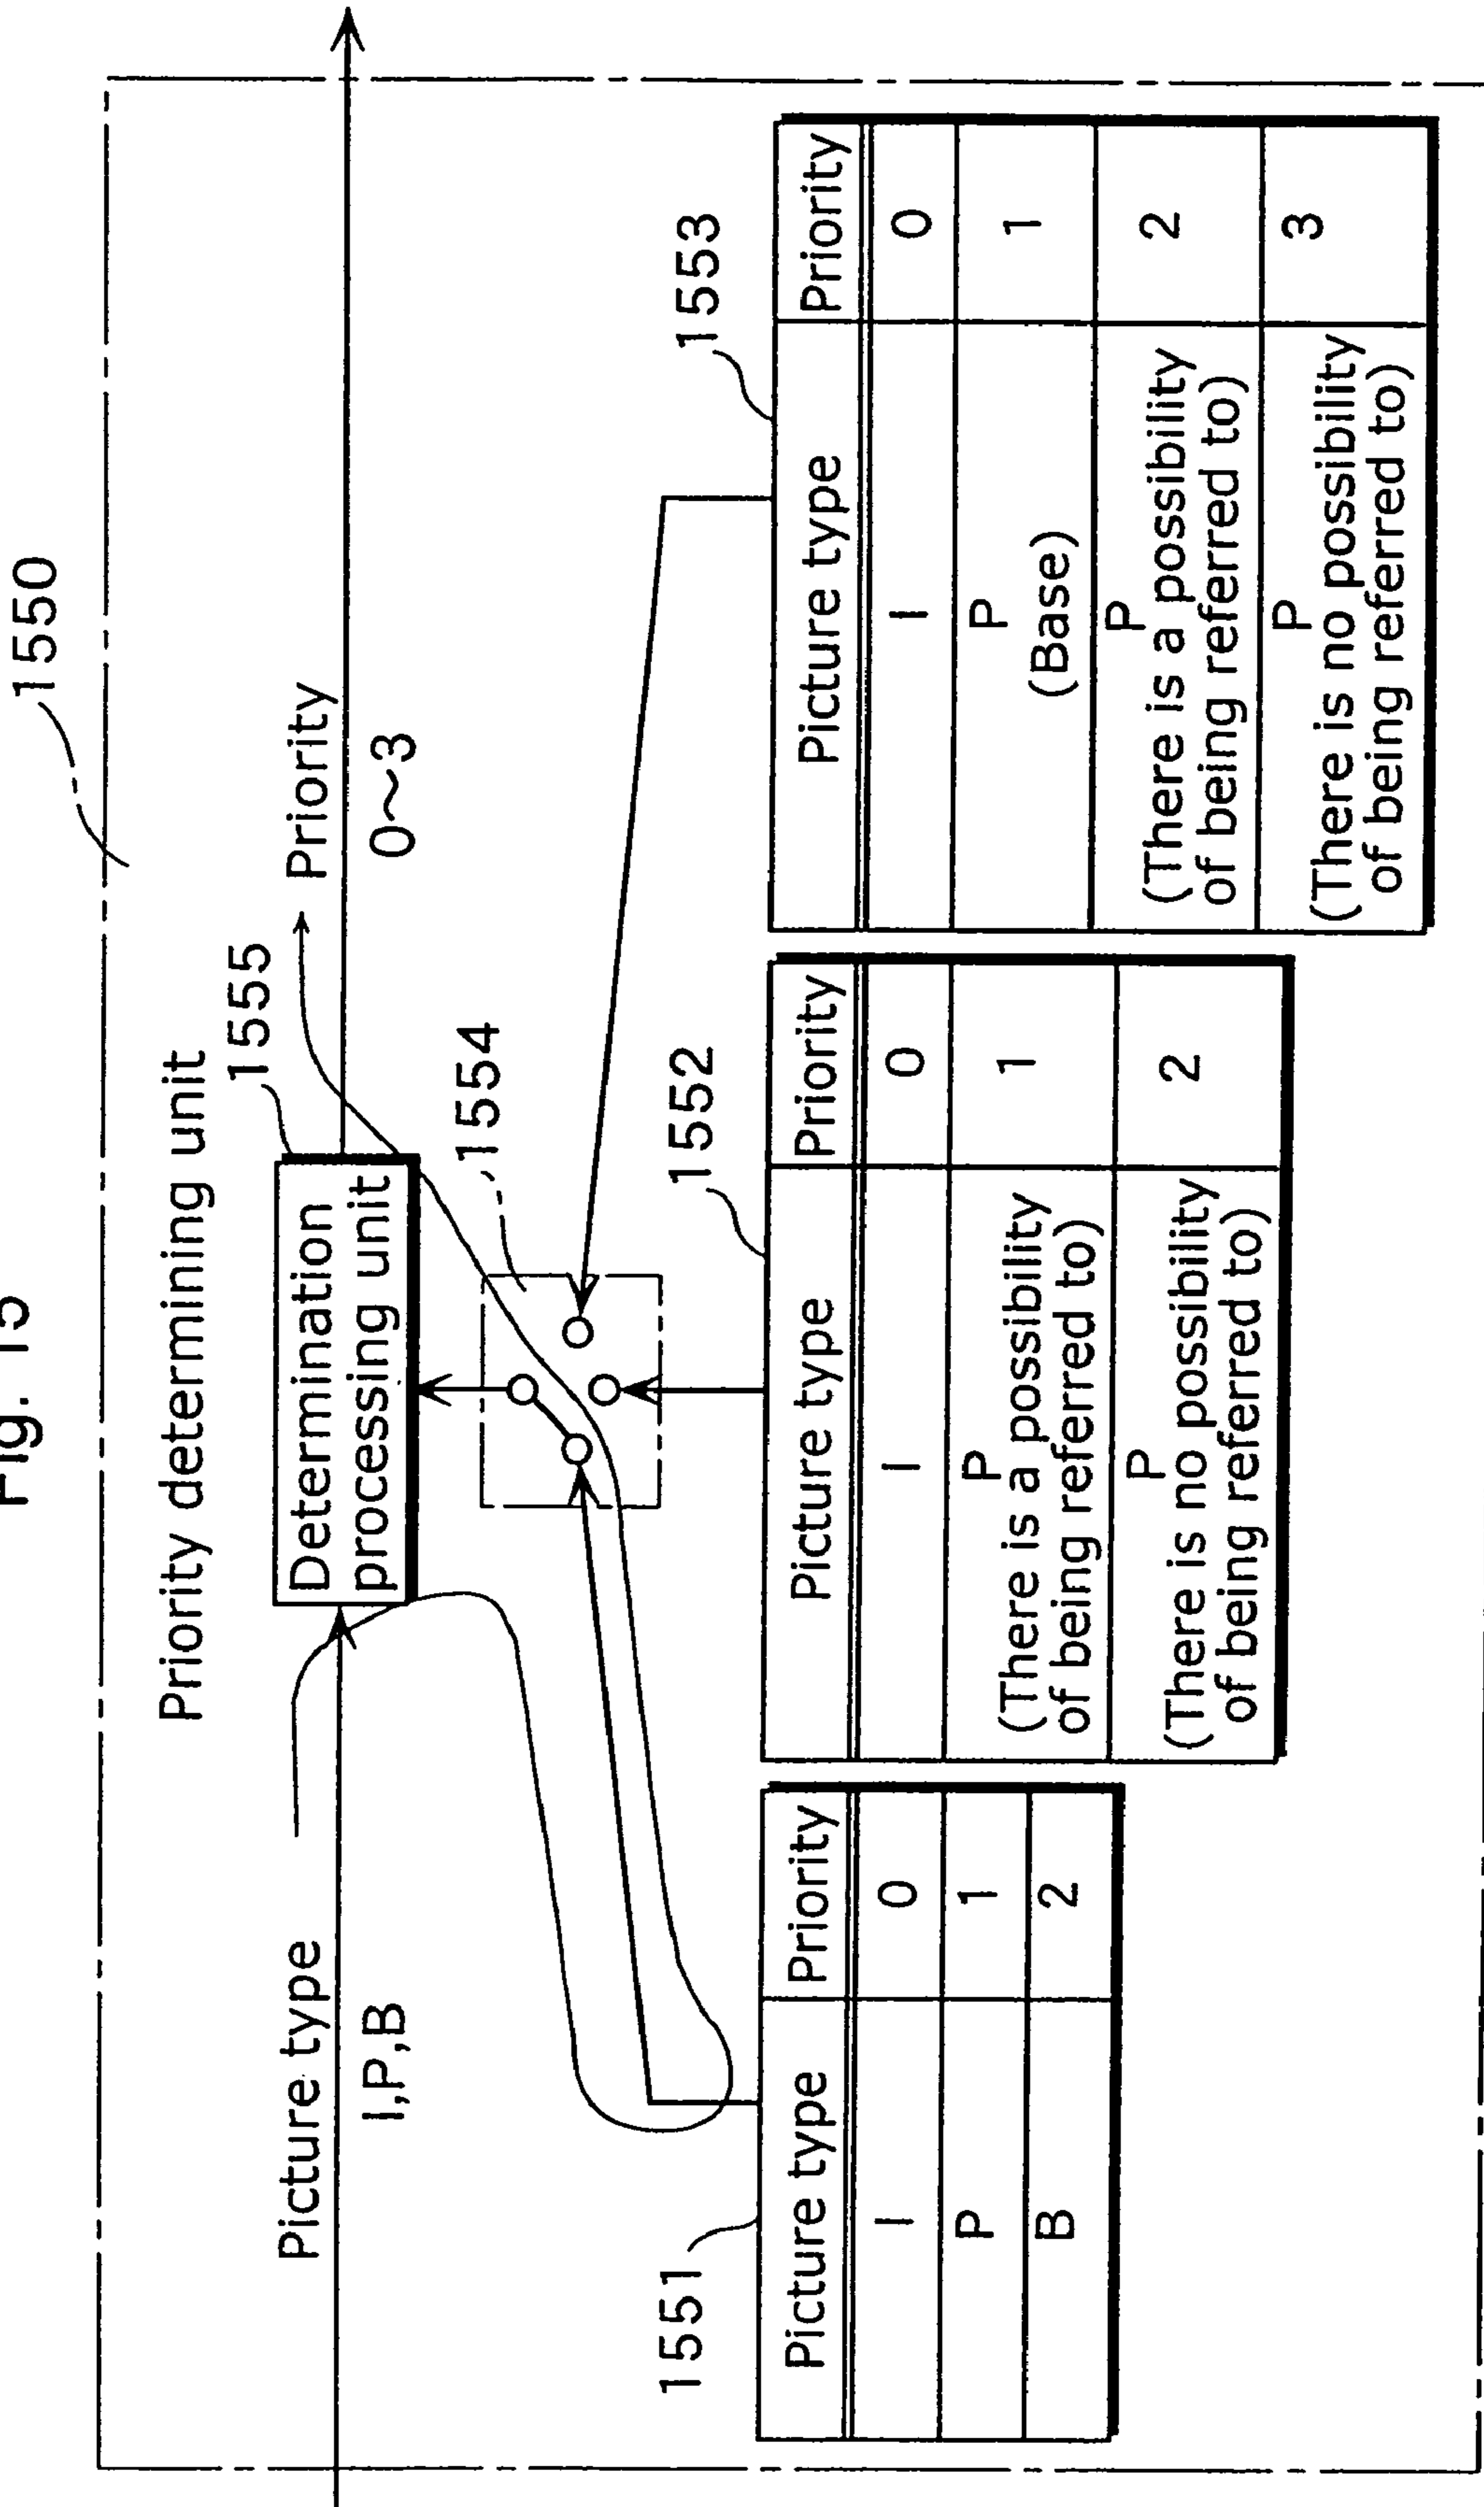 Fig. 15
1550
Priority determining unit
1555
Picture type
I,P,B
Determination
processing unit
Priority
0~3
1554
1551
Picture type Priority
I 0
P 1
B 2
1552
Picture type Priority
I 0
P 1
(There is a possibility
of being referred to)
P 2
(There is no possibility
of being referred to)
1553
Picture type Priority
I 0
P 1
(Base)
P 2
(There is a possibility
of being referred to)
P 3
(There is no possibility
of being referred to)